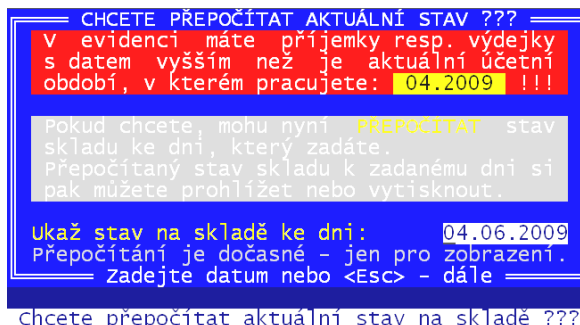 CHCETE PŘEPOČÍTAT AKTUÁLNÍ STAV ???
V evidenci máte příjemky resp. výdejky
s datem vyšším než je aktuální účetní
období, v kterém pracujete: 04.2009 !!!
Pokud chcete, mohu nyní PŘEPOČÍTAT stav
skladu ke dni, který zadáte.
Přepočítaný stav skladu k zadanému dni si
pak můžete prohlížet nebo vytisknout.
Ukaž stav na skladě ke dni: 04.06.2009
Přepočítání je dočasné – jen pro zobrazení.
Zadejte datum nebo <Esc> – dále
Chcete přepočítat aktuální stav na skladě ???